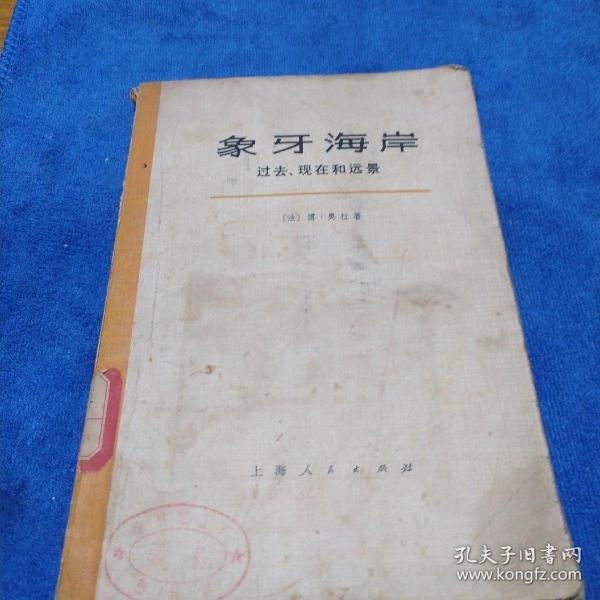 象牙海岸
过去、现在和远景
〔法〕博·奥拉著
上海人民出版社
孔夫子旧书网
www.kongfz.com